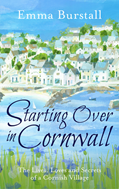 Emma Burstall
Starting Over
in Cornwall
The Lives, Loves and Secrets
of a Cornish Village